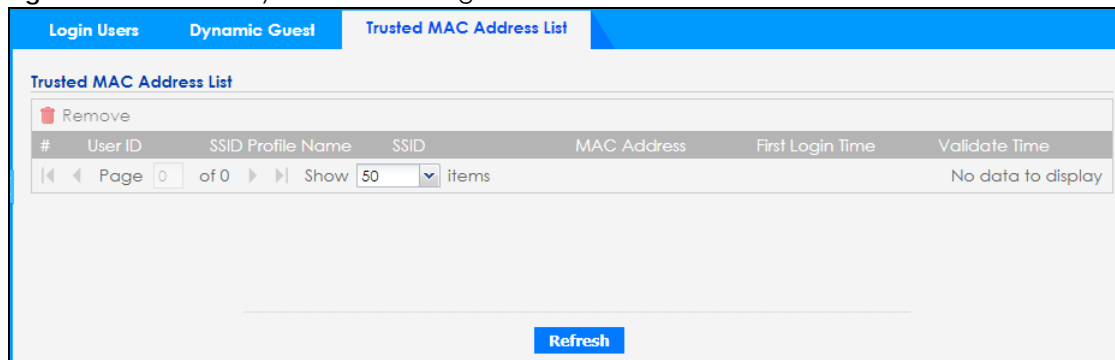 Login Users Dynamic Guest Trusted MAC Address List
Trusted MAC Address List
Remove
# User ID SSID Profile Name SSID MAC Address First Login Time Validate Time
Page 0 of 0 Show 50 items No data to display
Refresh